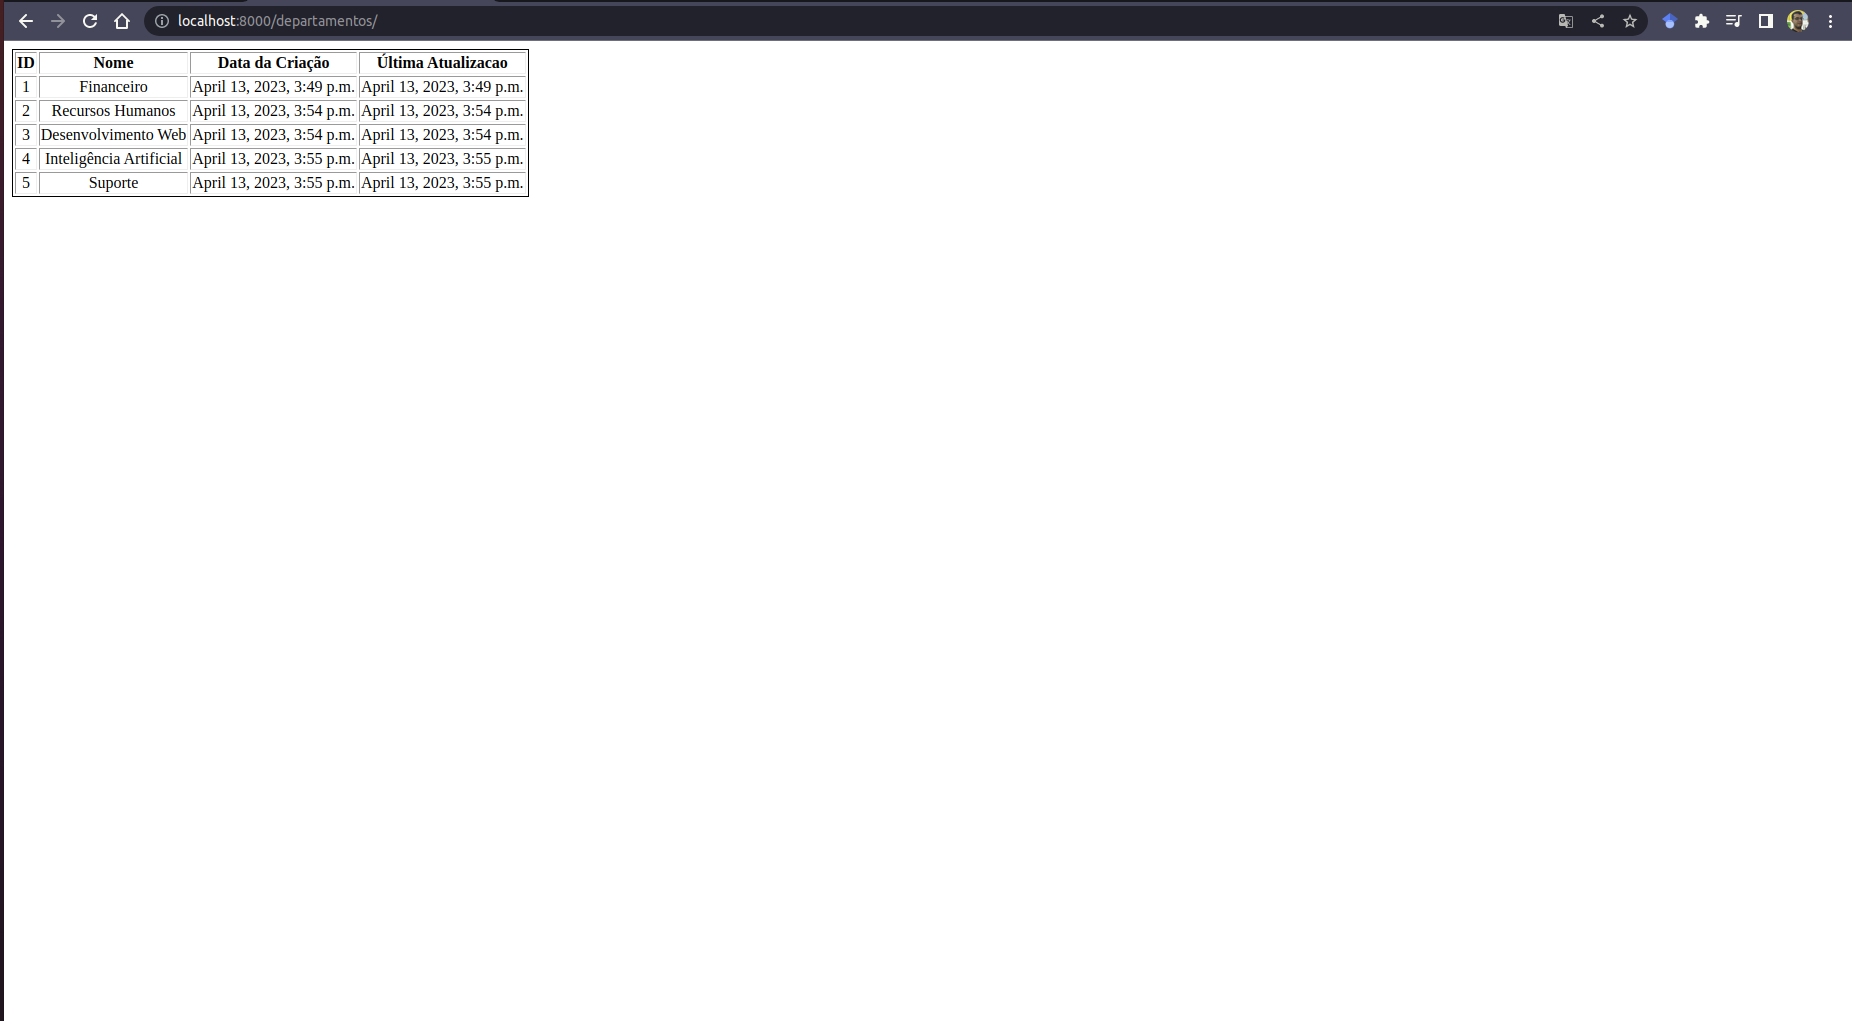 localhost:8000/departamentos/
ID Nome Data da Criação Última Atualizacao
1 Financeiro April 13, 2023, 3:49 p.m. April 13, 2023, 3:49 p.m.
2 Recursos Humanos April 13, 2023, 3:54 p.m. April 13, 2023, 3:54 p.m.
3 Desenvolvimento Web April 13, 2023, 3:54 p.m. April 13, 2023, 3:54 p.m.
4 Inteligência Artificial April 13, 2023, 3:55 p.m. April 13, 2023, 3:55 p.m.
5 Suporte April 13, 2023, 3:55 p.m. April 13, 2023, 3:55 p.m.